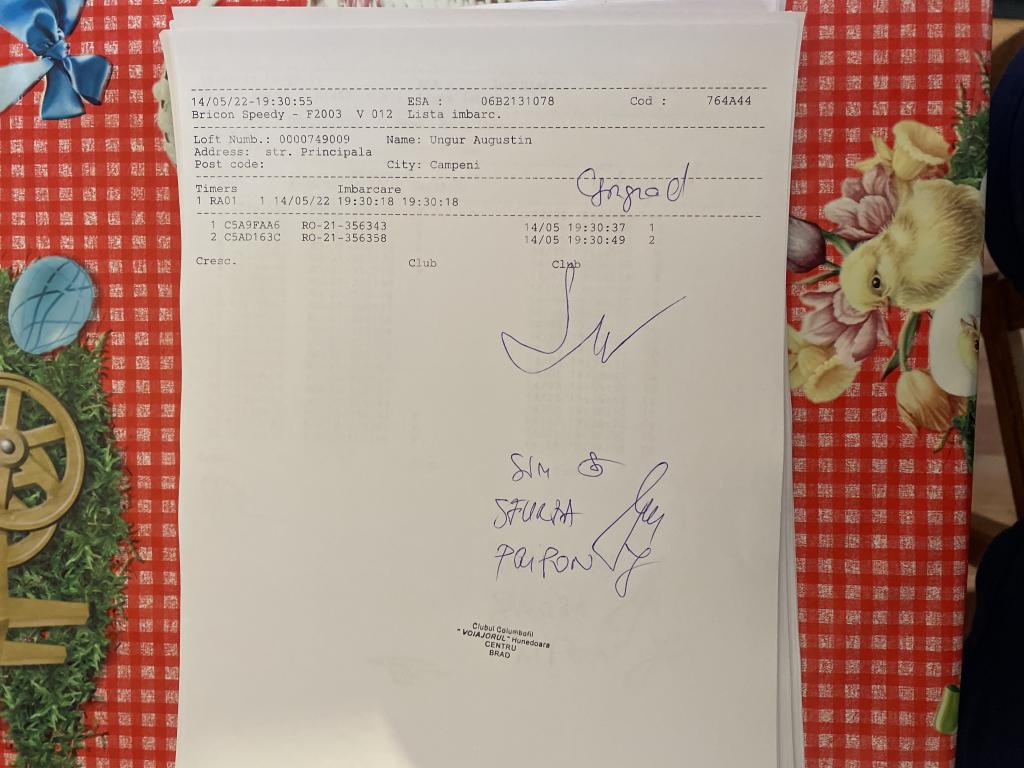 14/05/22-19:30:55 ESA : 06B2131078 Cod : 764A44
Bricon Speedy - F2003 V 012 Lista imbarc.
Loft Numb.: 0000749009 Name: Ungur Augustin
Address: str. Principala
Post code: City: Campeni
Timers Imbarcare
1 RA01 1 14/05/22 19:30:18 19:30:18
1 C5A9FAA6 RO-21-356343 14/05 19:30:37 1
2 C5AD163C RO-21-356358 14/05 19:30:49 2
Cresc. Club Club
Clubul Columbofil
"VOIAJORUL" Hunedoara
CENTRU
BRAD